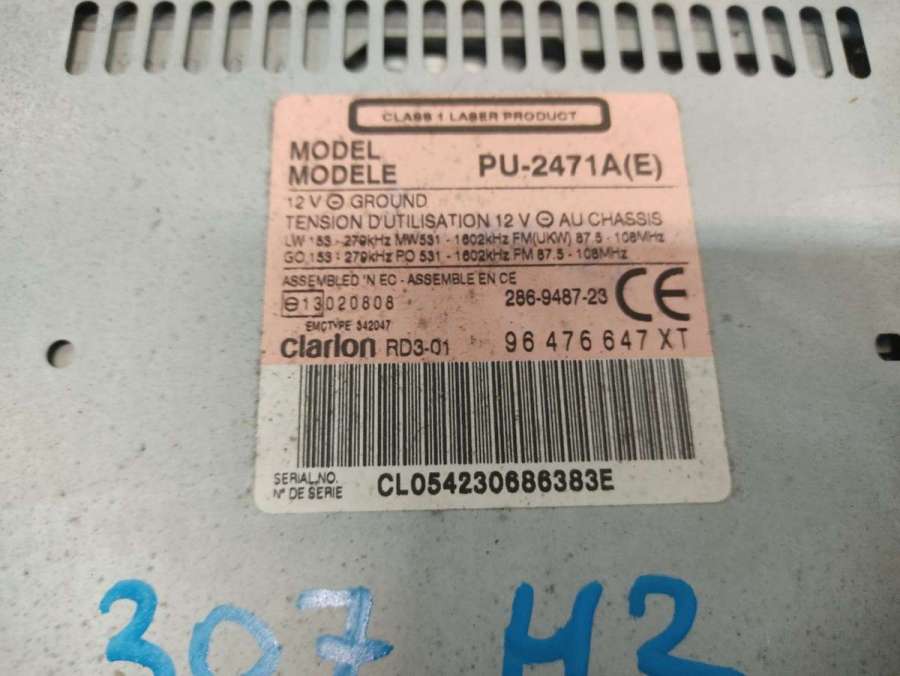 CLASS 1 LASER PRODUCT
MODEL
MODELE PU-2471A(E)
12 V ⊖ GROUND
TENSION D'UTILISATION 12 V ⊖ AU CHASSIS
LW 153 - 279kHz MW531 - 1602kHz FM(UKW) 87.5 - 108MHz
GO 153 - 279kHz PO 531 - 1602kHz FM 87.5 - 108MHz
ASSEMBLED IN EC - ASSEMBLE EN CE
e13 020808 286-9487-23 CE
EMCTYPE 342047
clarion RD3-01 96 476 647 XT
SERIAL.NO.
N° DE SERIE CL054230686383E
307 H2